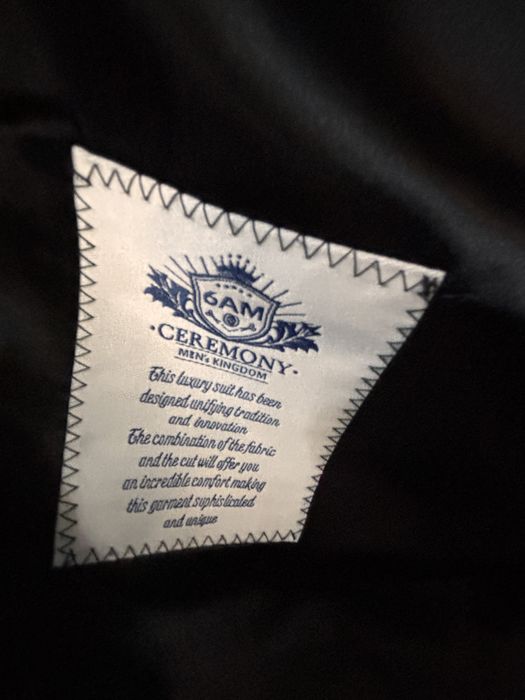 6AM
·CEREMONY·
MEN's KINGDOM
This luxury suit has been
designed unifying tradition
and innovation
The combination of the fabric
and the cut will offer you
an incredible comfort making
this garment sophisticated
and unique